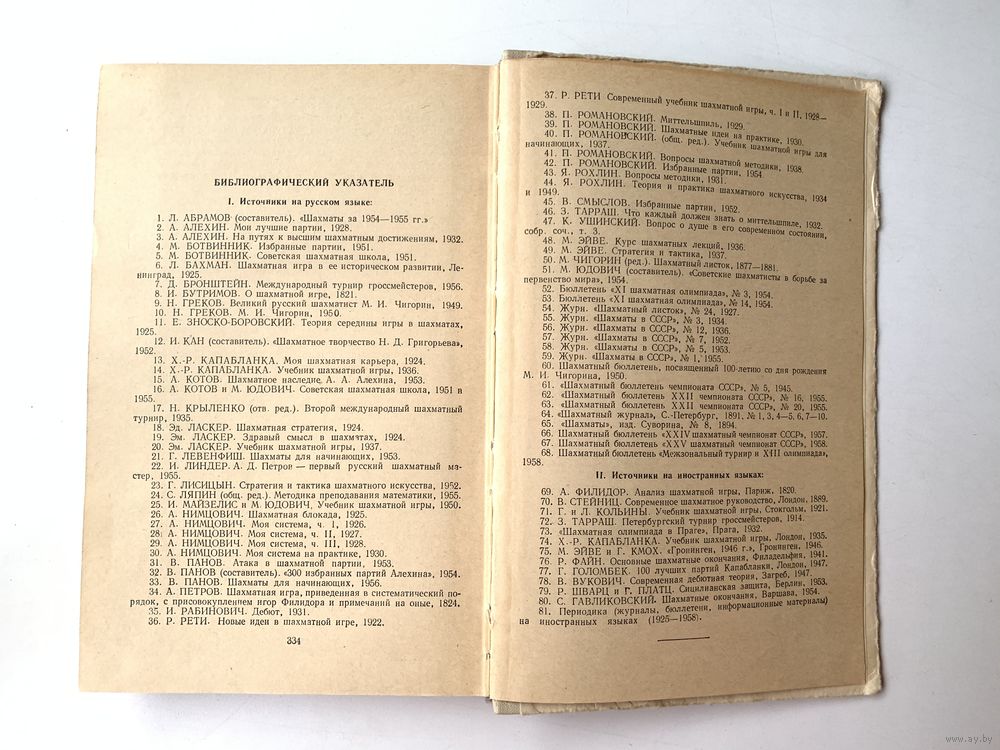 БИБЛИОГРАФИЧЕСКИЙ УКАЗАТЕЛЬ
I. Источники на русском языке:
1. Л. АБРАМОВ (составитель). «Шахматы за 1954—1955 гг.»
2. А. АЛЕХИН. Мои лучшие партии, 1928.
3. А. АЛЕХИН. На путях к высшим шахматным достижениям, 1932.
4. М. БОТВИННИК. Избранные партии, 1951.
5. М. БОТВИННИК. Советская шахматная школа, 1951.
6. Л. БАХМАН. Шахматная игра в ее историческом развитии, Ле-
нинград, 1925.
7. Д. БРОНШТЕЙН. Международный турнир гроссмейстеров, 1956.
8. И. БУТРИМОВ. О шахматной игре, 1821.
9. Н. ГРЕКОВ. Великий русский шахматист М. И. Чигорин, 1949.
10. Н. ГРЕКОВ. М. И. Чигорин, 1950.
11. Е. ЗНОСКО-БОРОВСКИЙ. Теория середины игры в шахматах,
1925.
12. И. КАН (составитель). «Шахматное творчество Н. Д. Григорьева»,
1952.
13. Х.-Р. КАПАБЛАНКА. Моя шахматная карьера, 1924.
14. Х.-Р. КАПАБЛАНКА. Учебник шахматной игры, 1936.
15. А. КОТОВ. Шахматное наследие А. А. Алехина, 1953.
16. А. КОТОВ и М. ЮДОВИЧ. Советская шахматная школа, 1951 и
1955.
17. Н. КРЫЛЕНКО (отв. ред.). Второй международный шахматный
турнир, 1935.
18. Эд. ЛАСКЕР. Шахматная стратегия, 1924.
19. Эм. ЛАСКЕР. Здравый смысл в шахматах, 1924.
20. Эм. ЛАСКЕР. Учебник шахматной игры, 1937.
21. Г. ЛЕВЕНФИШ. Шахматы для начинающих, 1953.
22. И. ЛИНДЕР. А. Д. Петров — первый русский шахматный ма-
стер, 1955.
23. Г. ЛИСИЦЫН. Стратегия и тактика шахматного искусства, 1952.
24. С. ЛЯПИН (общ. ред.). Методика преподавания математики, 1955.
25. И. МАЙЗЕЛИС и М. ЮДОВИЧ. Учебник шахматной игры, 1950.
26. А. НИМЦОВИЧ. Шахматная блокада, 1925.
27. А. НИМЦОВИЧ. Моя система, ч. I, 1926.
28. А. НИМЦОВИЧ. Моя система, ч. II, 1927.
29. А. НИМЦОВИЧ. Моя система, ч. III, 1928.
30. А. НИМЦОВИЧ. Моя система на практике, 1930.
31. В. ПАНОВ. Атака в шахматной партии, 1953.
32. В. ПАНОВ (составитель). «300 избранных партий Алехина», 1954.
33. В. ПАНОВ. Шахматы для начинающих, 1956.
34. А. ПЕТРОВ. Шахматная игра, приведенная в систематический по-
рядок, с присовокуплением игор Филидора и примечаний на оные, 1824.
35. И. РАБИНОВИЧ. Дебют, 1931.
36. Р. РЕТИ. Новые идеи в шахматной игре, 1922.
334
37. Р. РЕТИ Современный учебник шахматной игры, ч. I и II, 1928—
1929.
38. П. РОМАНОВСКИЙ. Миттельшпиль, 1929.
39. П. РОМАНОВСКИЙ. Шахматные идеи на практике, 1930.
40. П. РОМАНОВСКИЙ. (общ. ред.). Учебник шахматной игры для
начинающих, 1937.
41. П. РОМАНОВСКИЙ. Вопросы шахматной методики, 1938.
42. П. РОМАНОВСКИЙ. Избранные партии, 1954.
43. Я. РОХЛИН. Вопросы методики, 1931.
44. Я. РОХЛИН. Теория и практика шахматного искусства, 1934
и 1949.
45. В. СМЫСЛОВ. Избранные партии, 1952.
46. З. ТАРРАШ. Что каждый должен знать о миттельшпиле, 1932.
47. К. УШИНСКИЙ. Вопрос о душе в его современном состоянии,
собр. соч., т. 3.
48. М. ЭЙВЕ. Курс шахматных лекций, 1936.
49. М. ЭЙВЕ. Стратегия и тактика, 1937.
50. М. ЧИГОРИН (ред.). Шахматный листок, 1877—1881.
51. М. ЮДОВИЧ (составитель). «Советские шахматисты в борьбе за
первенство мира», 1954.
52. Бюллетень «XI шахматная олимпиада», № 3, 1954.
53. Бюллетень «XI шахматная олимпиада», № 14, 1954.
54. Журн. «Шахматный листок», № 24, 1927.
55. Журн. «Шахматы в СССР», № 3, 1934.
56. Журн. «Шахматы в СССР», № 12, 1936.
57. Журн. «Шахматы в СССР», № 7, 1952.
58. Журн. «Шахматы в СССР», № 5, 1953.
59. Журн. «Шахматы в СССР», № 1, 1955.
60. Шахматный бюллетень, посвященный 100-летию со дня рождения
М. И. Чигорина, 1950.
61. «Шахматный бюллетень чемпионата СССР», № 5, 1945.
62. «Шахматный бюллетень XXII чемпионата СССР», № 16, 1955.
63. «Шахматный бюллетень XXII чемпионата СССР», № 20, 1955.
64. «Шахматный журнал», С.-Петербург, 1891, № 1, 3, 4—5, 6, 7—10.
65. «Шахматы», изд. Суворина, № 8, 1894.
66. Шахматный бюллетень «XXIV шахматный чемпионат СССР», 1957.
67. Шахматный бюллетень «XXV шахматный чемпионат СССР», 1958.
68. Шахматный бюллетень «Межзональный турнир и XIII олимпиада»,
1958.
II. Источники на иностранных языках:
69. А. ФИЛИДОР. Анализ шахматной игры, Париж, 1820.
70. В. СТЕЙНИЦ. Современное шахматное руководство, Лондон, 1889.
71. Г. и Л. КОЛЬИНЫ. Учебник шахматной игры, Стокгольм, 1921.
72. З. ТАРРАШ. Петербургский турнир гроссмейстеров, 1914.
73. «Шахматная олимпиада в Праге», Прага, 1932.
74. Х.-Р. КАПАБЛАНКА. Учебник шахматной игры, Лондон, 1935.
75. М. ЭЙВЕ и Г. КМОХ. «Гронинген, 1946 г.», Гронинген, 1946.
76. Р. ФАЙН. Основные шахматные окончания, Филадельфия, 1941.
77. Г. ГОЛОМБЕК. 100 лучших партий Капабланки, Лондон, 1947.
78. В. ВУКОВИЧ. Современная дебютная теория, Загреб, 1947.
79. Р. ШВАРЦ и Г. ПЛАТЦ. Сицилианская защита, Берлин, 1953.
80. С. ГАВЛИКОВСКИЙ. Шахматные окончания, Варшава, 1954.
81. Периодика (журналы, бюллетени, информационные материалы)
на иностранных языках (1925—1958).
www.ay.by